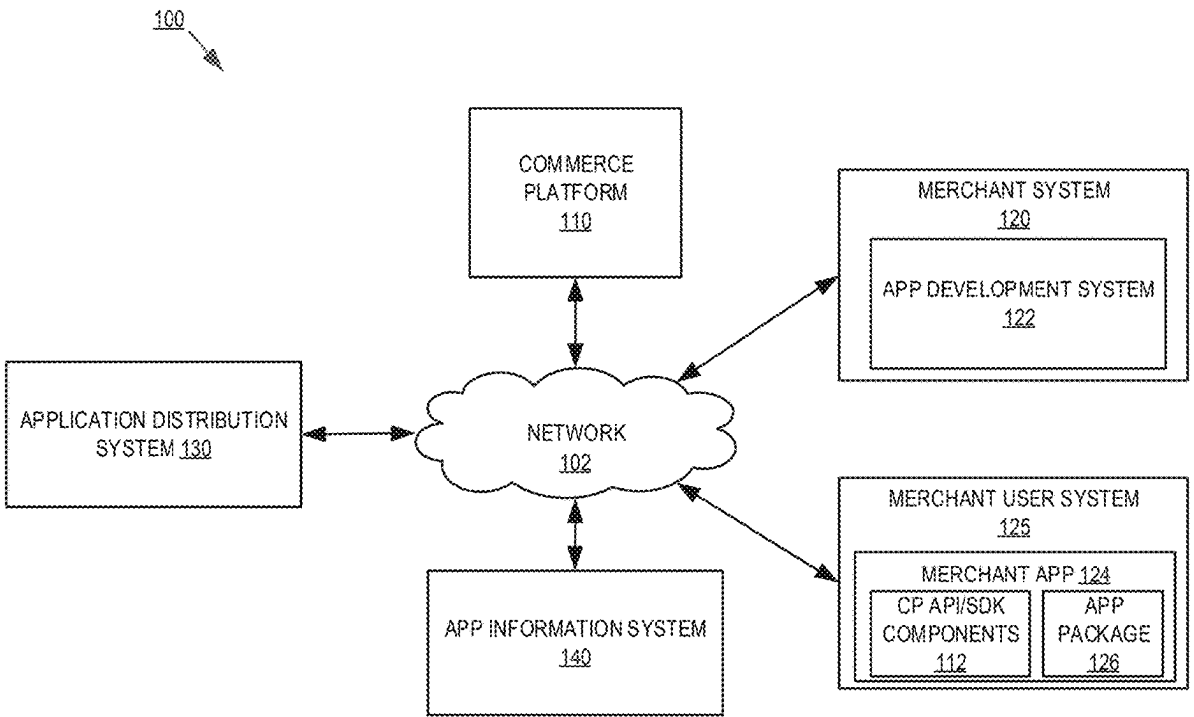 100
COMMERCE
PLATFORM
110
MERCHANT SYSTEM
120
APP DEVELOPMENT SYSTEM
122
APPLICATION DISTRIBUTION
SYSTEM 130
NETWORK
102
MERCHANT USER SYSTEM
125
MERCHANT APP 124
CP API/SDK
COMPONENTS
112
APP
PACKAGE
126
APP INFORMATION SYSTEM
140